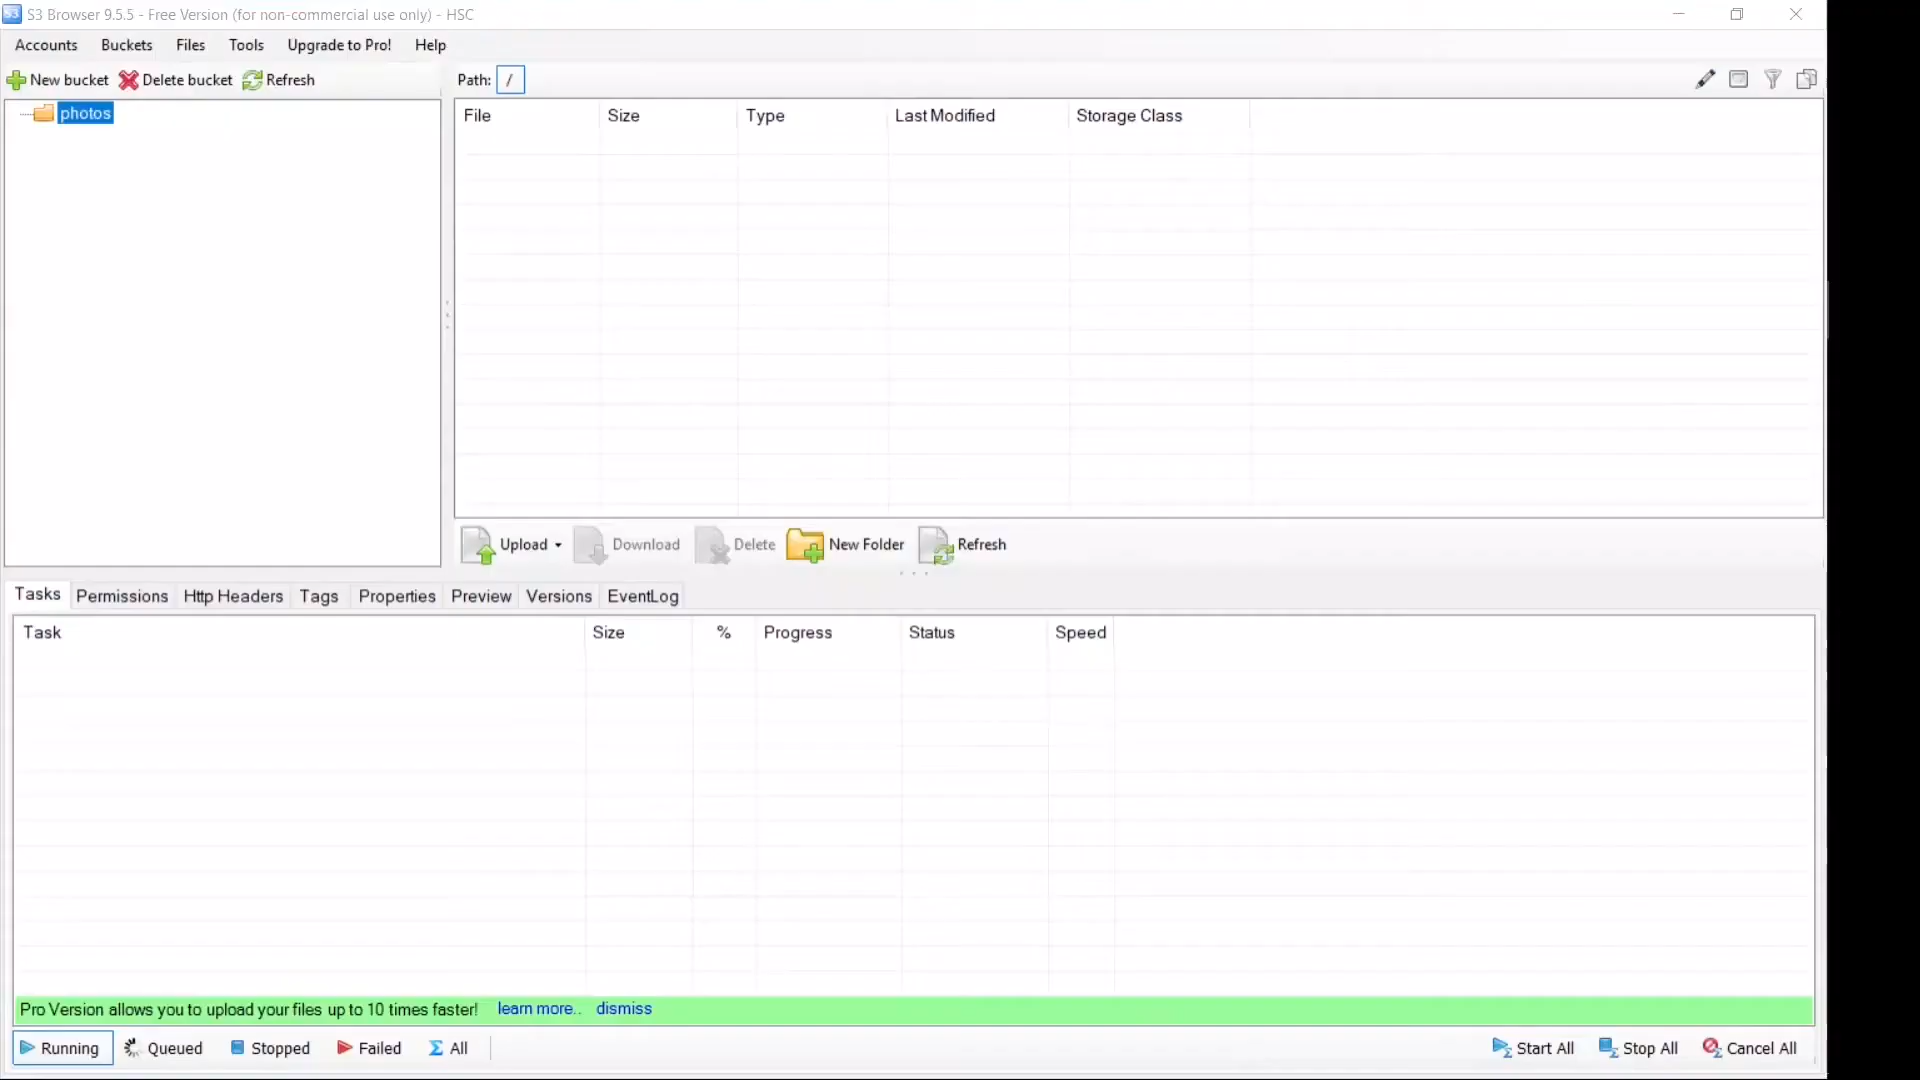 S3 Browser 9.5.5 - Free Version (for non-commercial use only) - HSC
Accounts Buckets Files Tools Upgrade to Pro! Help
New bucket Delete bucket Refresh
Path: /
photos
File Size Type Last Modified Storage Class
Upload Download Delete New Folder Refresh
Tasks Permissions Http Headers Tags Properties Preview Versions EventLog
Task Size % Progress Status Speed
Pro Version allows you to upload your files up to 10 times faster! learn more.. dismiss
Running Queued Stopped Failed All Start All Stop All Cancel All